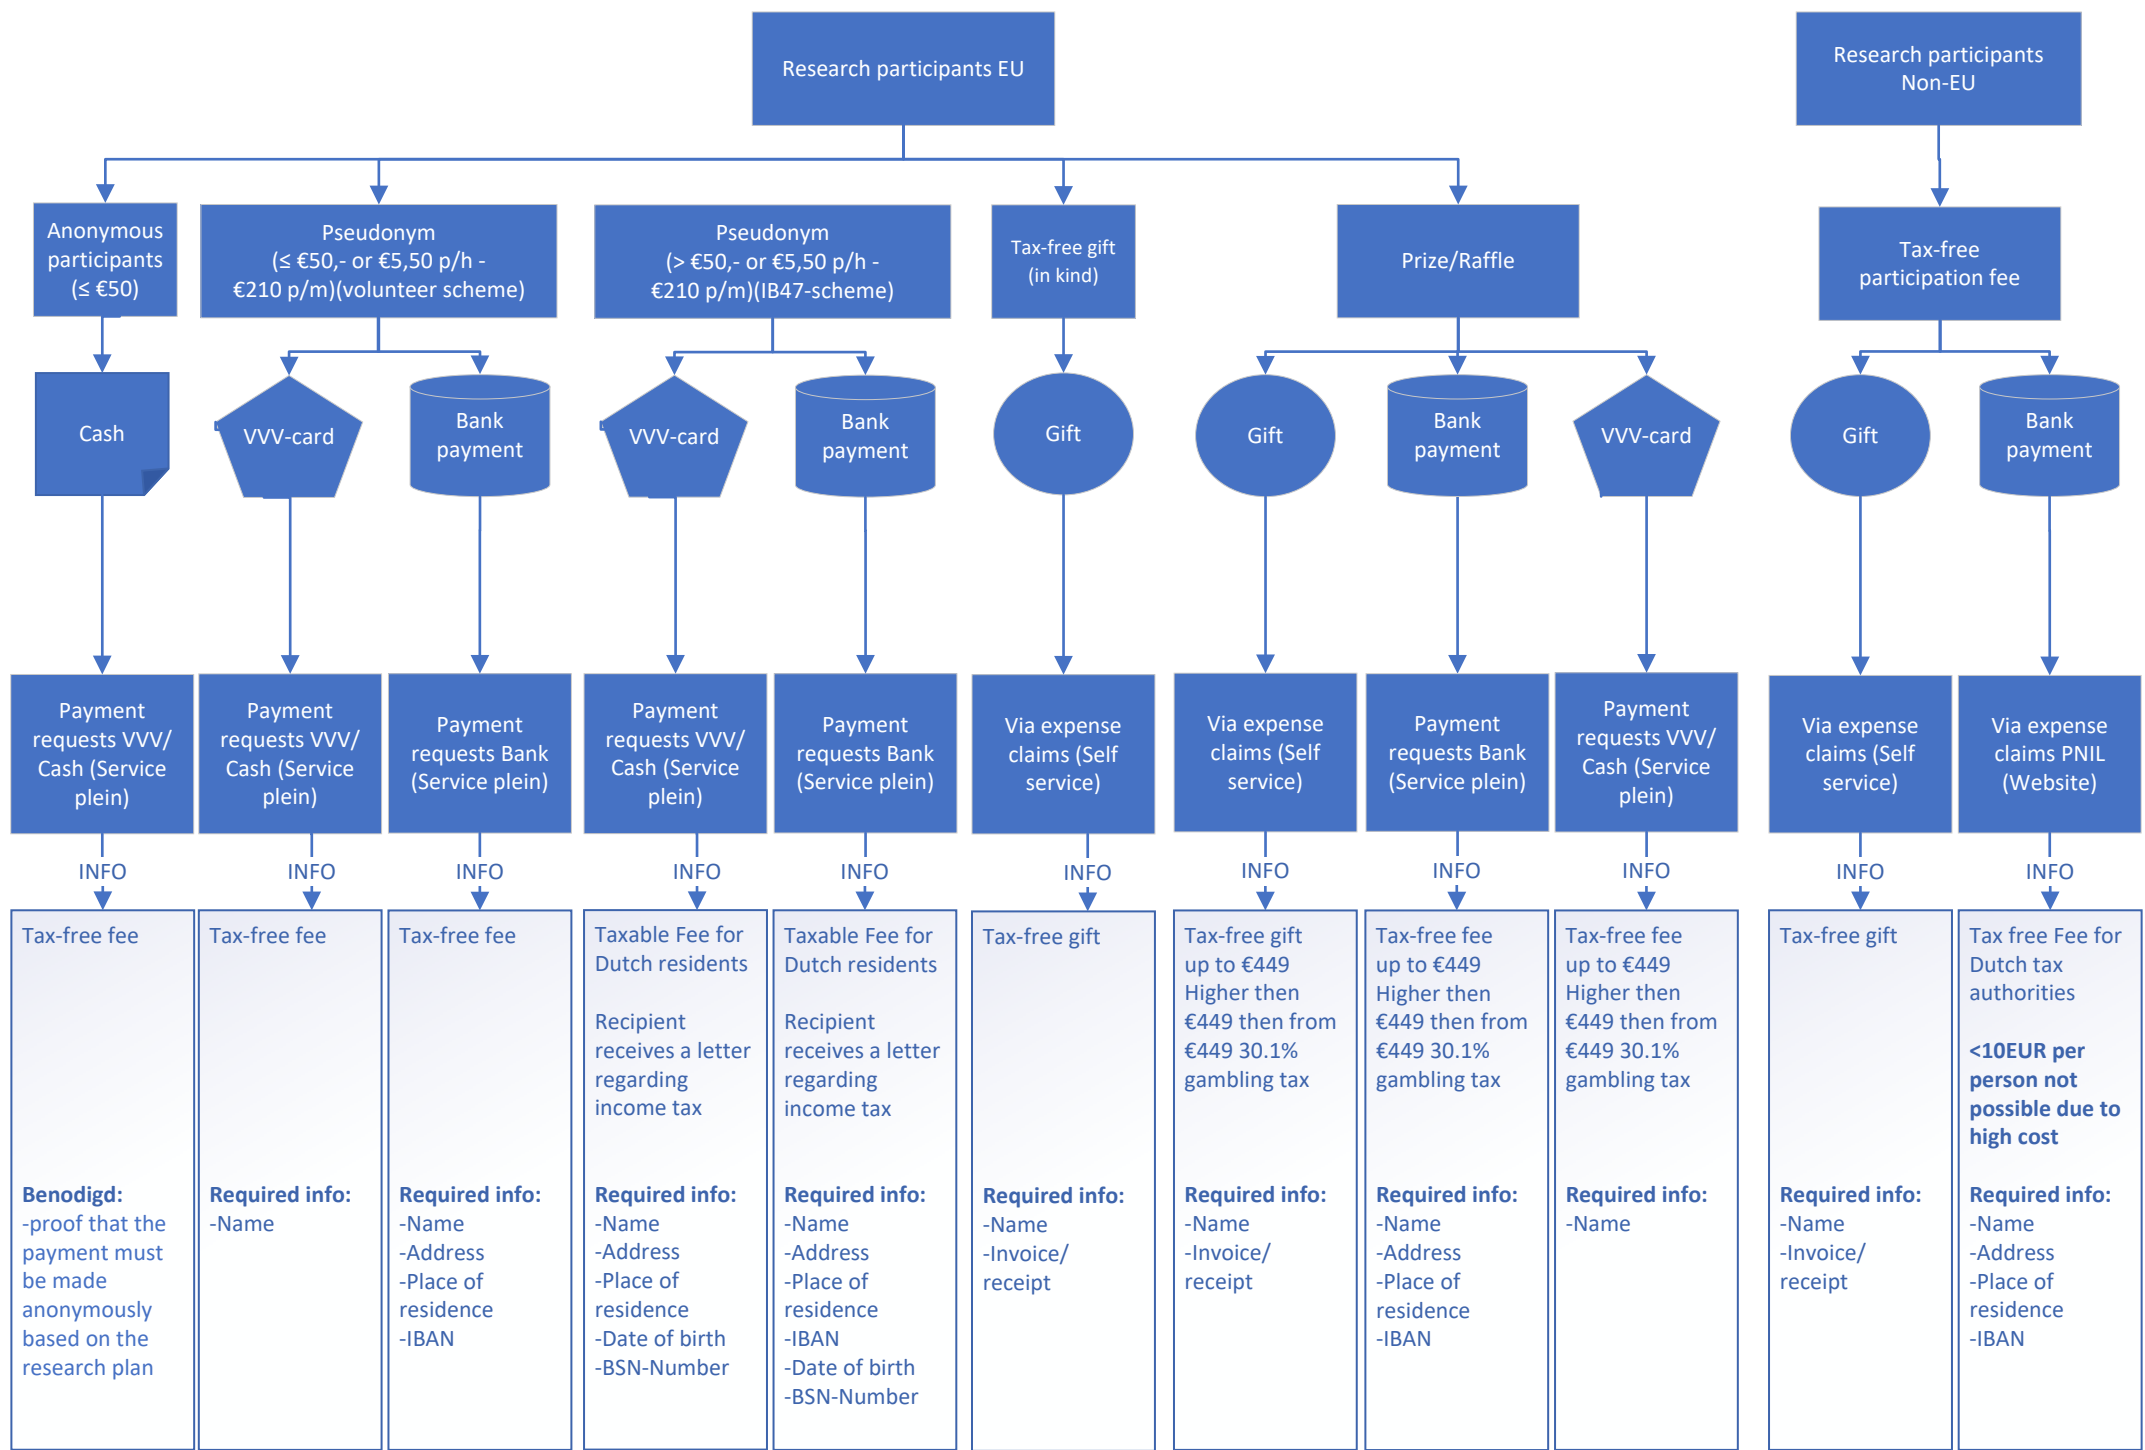 Research participants EU
Research participants
Non-EU
Anonymous
participants
(≤ €50)
Pseudonym
(≤ €50,- or €5,50 p/h -
€210 p/m)(volunteer scheme)
Pseudonym
(> €50,- or €5,50 p/h -
€210 p/m)(IB47-scheme)
Tax-free gift
(in kind)
Prize/Raffle
Tax-free
participation fee
Cash
VVV-card
Bank
payment
VVV-card
Bank
payment
Gift
Gift
Bank
payment
VVV-card
Gift
Bank
payment
Payment
requests VVV/
Cash (Service
plein)
Payment
requests VVV/
Cash (Service
plein)
Payment
requests Bank
(Service plein)
Payment
requests VVV/
Cash (Service
plein)
Payment
requests Bank
(Service plein)
Via expense
claims (Self
service)
Via expense
claims (Self
service)
Payment
requests Bank
(Service plein)
Payment
requests VVV/
Cash (Service
plein)
Via expense
claims (Self
service)
Via expense
claims PNIL
(Website)
INFO
INFO
INFO
INFO
INFO
INFO
INFO
INFO
INFO
INFO
INFO
Tax-free fee
Benodigd:
-proof that the
payment must
be made
anonymously
based on the
research plan
Tax-free fee
Required info:
-Name
Tax-free fee
Required info:
-Name
-Address
-Place of
residence
-IBAN
Taxable Fee for
Dutch residents
Recipient
receives a letter
regarding
income tax
Required info:
-Name
-Address
-Place of
residence
-Date of birth
-BSN-Number
Taxable Fee for
Dutch residents
Recipient
receives a letter
regarding
income tax
Required info:
-Name
-Address
-Place of
residence
-IBAN
-Date of birth
-BSN-Number
Tax-free gift
Required info:
-Name
-Invoice/
receipt
Tax-free gift
up to €449
Higher then
€449 then from
€449 30.1%
gambling tax
Required info:
-Name
-Invoice/
receipt
Tax-free fee
up to €449
Higher then
€449 then from
€449 30.1%
gambling tax
Required info:
-Name
-Address
-Place of
residence
-IBAN
Tax-free fee
up to €449
Higher then
€449 then from
€449 30.1%
gambling tax
Required info:
-Name
Tax-free gift
Required info:
-Name
-Invoice/
receipt
Tax free Fee for
Dutch tax
authorities
<10EUR per
person not
possible due to
high cost
Required info:
-Name
-Address
-Place of
residence
-IBAN